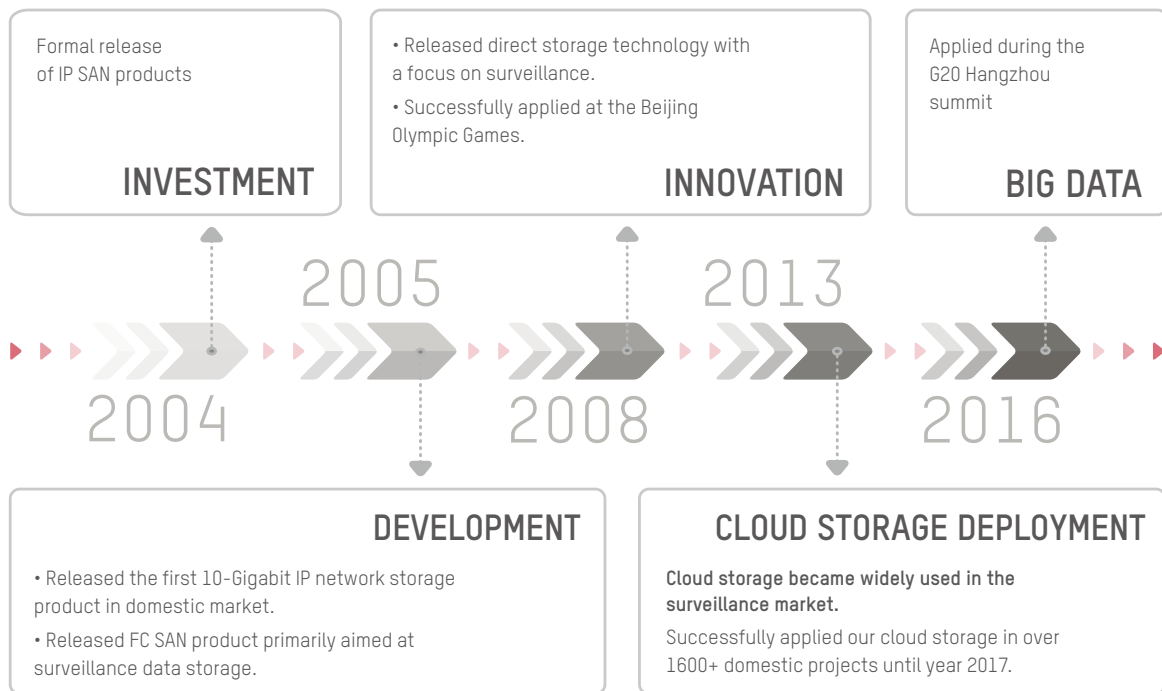 Formal release
of IP SAN products
INVESTMENT
• Released direct storage technology with
a focus on surveillance.
• Successfully applied at the Beijing
Olympic Games.
INNOVATION
Applied during the
G20 Hangzhou
summit
BIG DATA
2005
2013
2004
2008
2016
DEVELOPMENT
• Released the first 10-Gigabit IP network storage
product in domestic market.
• Released FC SAN product primarily aimed at
surveillance data storage.
CLOUD STORAGE DEPLOYMENT
Cloud storage became widely used in the
surveillance market.
Successfully applied our cloud storage in over
1600+ domestic projects until year 2017.